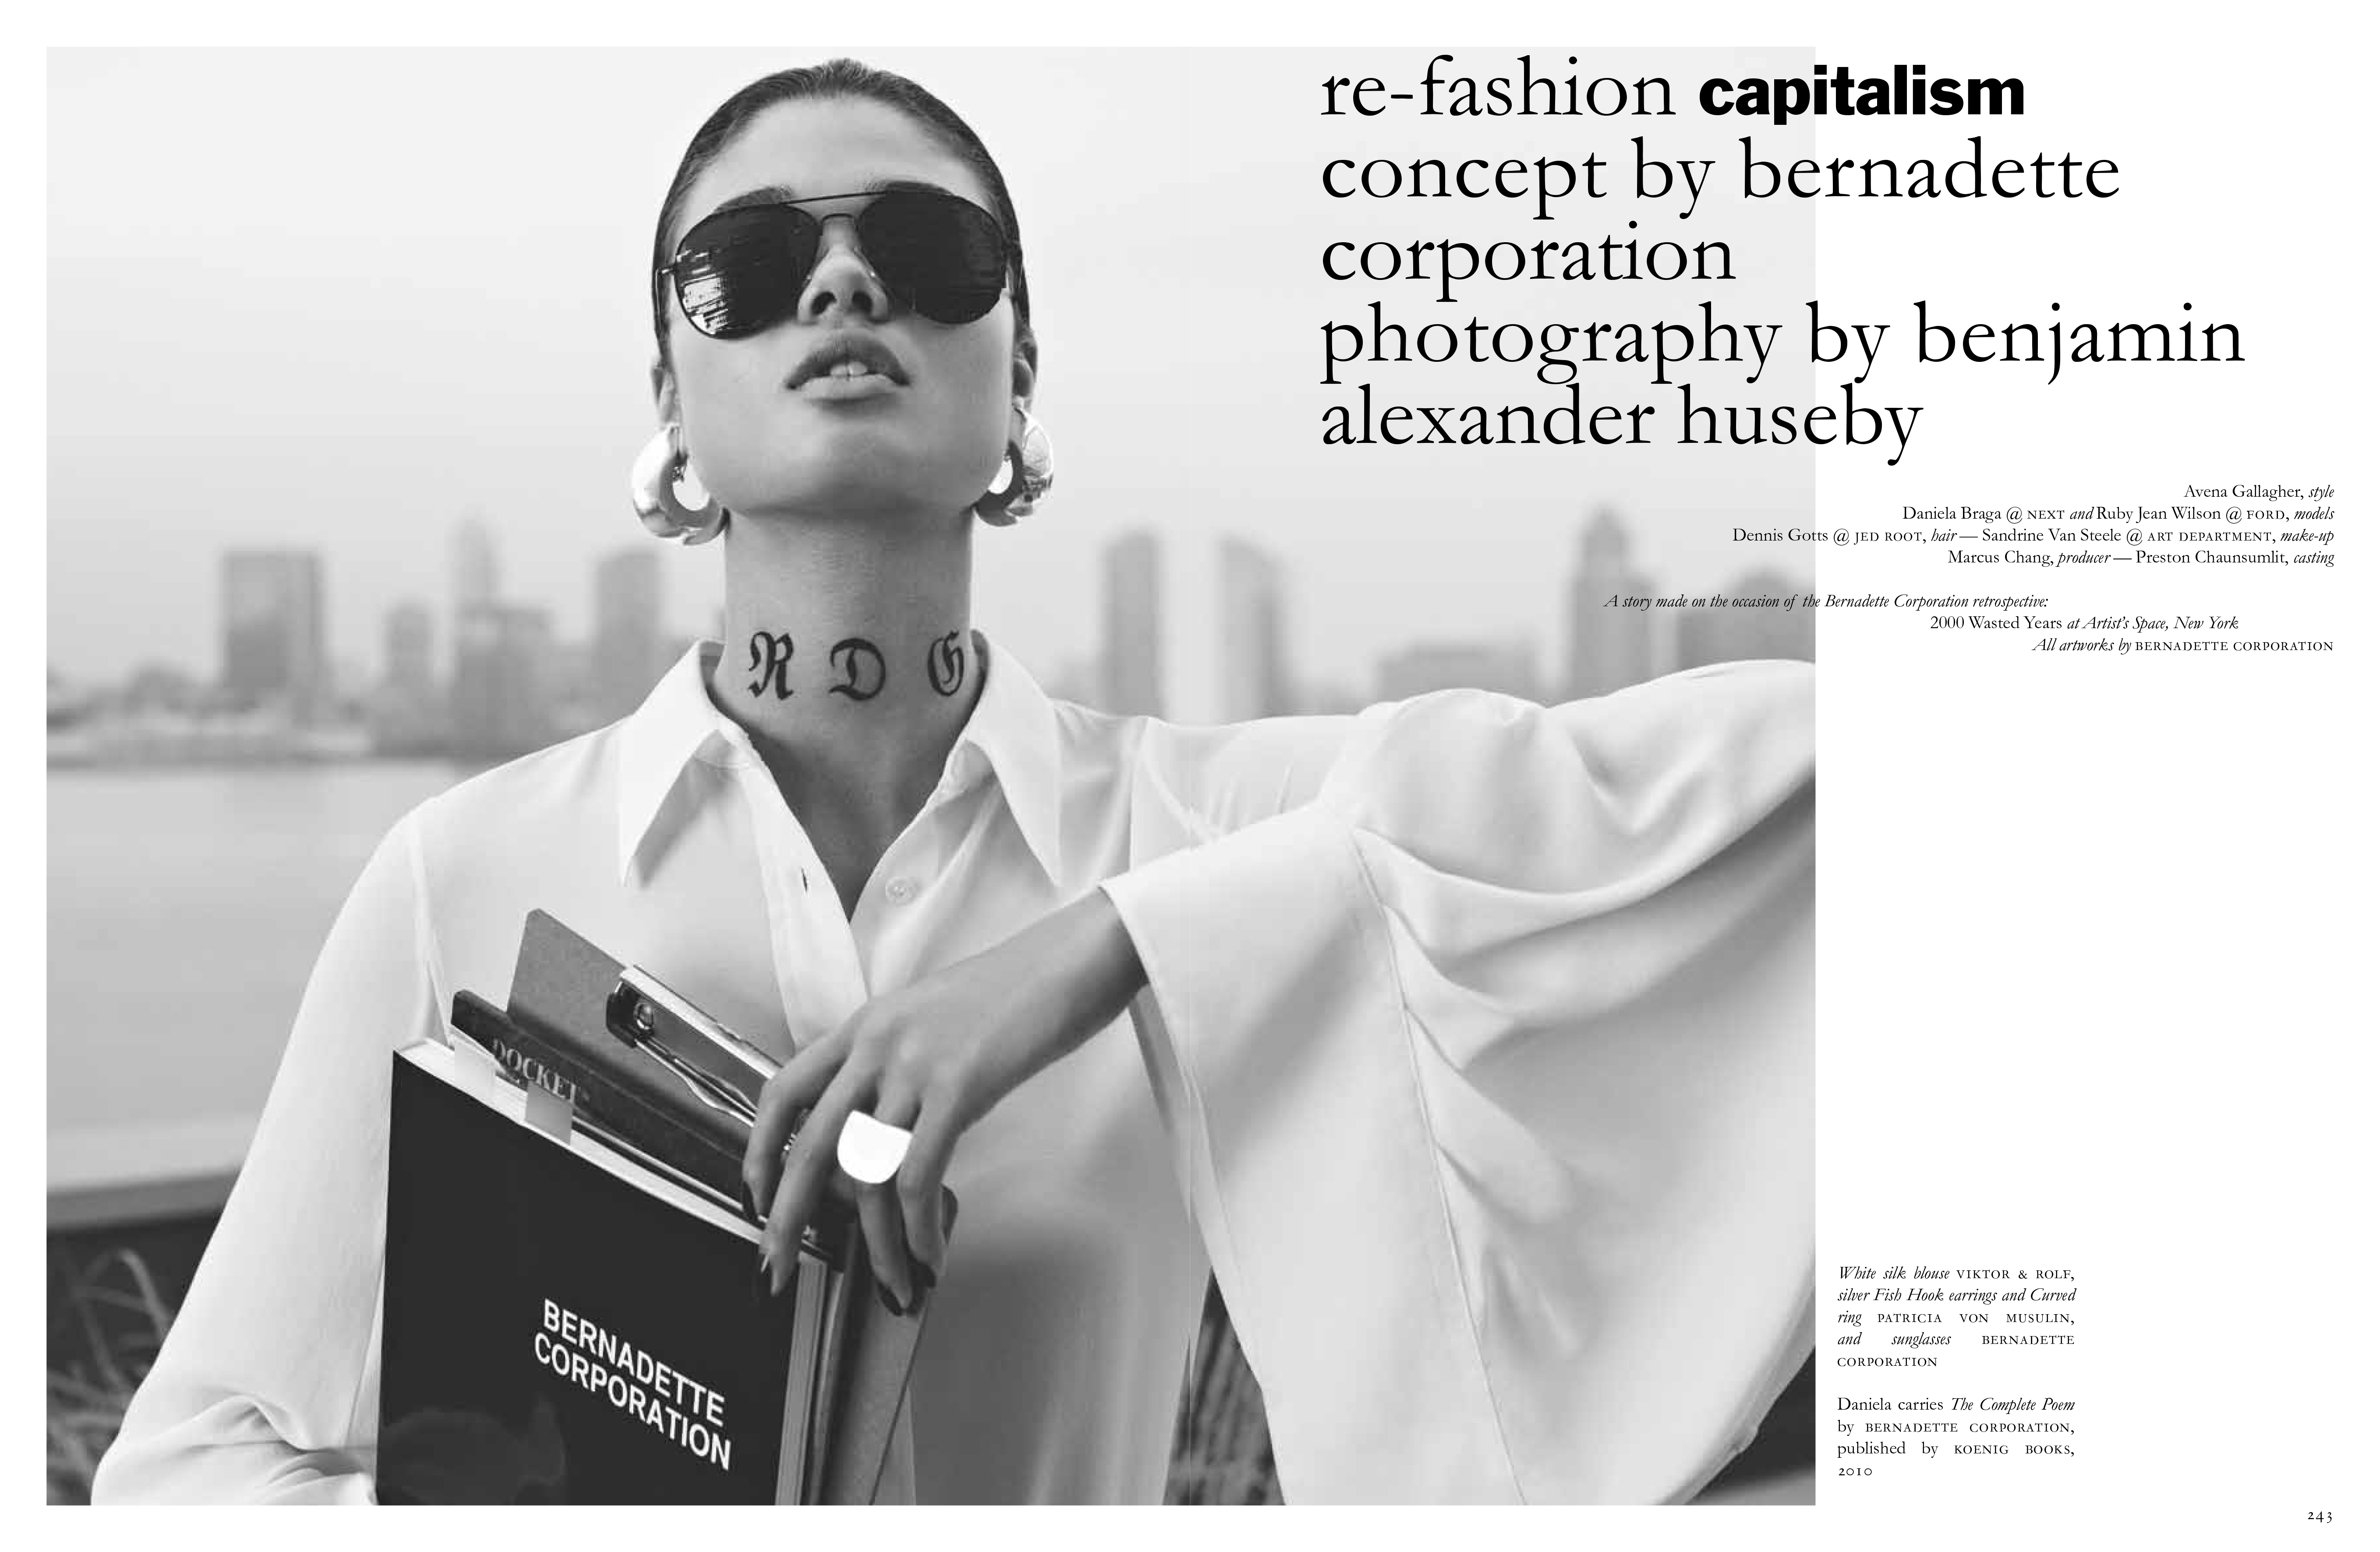 re-fashion capitalism
concept by bernadette
corporation
photography by benjamin
alexander huseby
Avena Gallagher, style
Daniela Braga @ NEXT and Ruby Jean Wilson @ FORD, models
Dennis Gotts @ JED ROOT, hair — Sandrine Van Steele @ ART DEPARTMENT, make-up
Marcus Chang, producer — Preston Chaunsumlit, casting
A story made on the occasion of the Bernadette Corporation retrospective:
2000 Wasted Years at Artist's Space, New York
All artworks by BERNADETTE CORPORATION
R D G
DOCKET
BERNADETTE
CORPORATION
White silk blouse VIKTOR & ROLF,
silver Fish Hook earrings and Curved
ring PATRICIA VON MUSULIN,
and sunglasses BERNADETTE
CORPORATION
Daniela carries The Complete Poem
by BERNADETTE CORPORATION,
published by KOENIG BOOKS,
2010
243